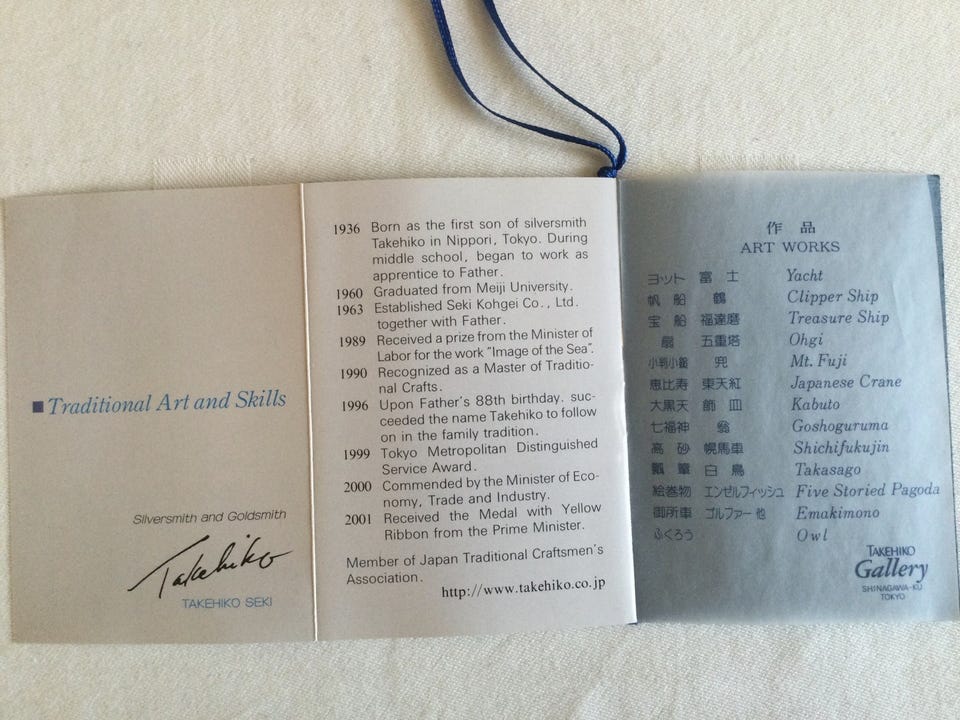 ■Traditional Art and Skills
Silversmith and Goldsmith
Takehiko
TAKEHIKO SEKI
1936 Born as the first son of silversmith
Takehiko in Nippori, Tokyo. During
middle school, began to work as
apprentice to Father.
1960 Graduated from Meiji University.
1963 Established Seki Kohgei Co., Ltd.
together with Father.
1989 Received a prize from the Minister of
Labor for the work "Image of the Sea".
1990 Recognized as a Master of Traditio-
nal Crafts.
1996 Upon Father's 88th birthday. suc-
ceeded the name Takehiko to follow
on in the family tradition.
1999 Tokyo Metropolitan Distinguished
Service Award.
2000 Commended by the Minister of Eco-
nomy, Trade and Industry.
2001 Received the Medal with Yellow
Ribbon from the Prime Minister.
Member of Japan Traditional Craftsmen's
Association.
http://www.takehiko.co.jp
作品
ART WORKS
ヨット 富士 Yacht
帆船 鶴 Clipper Ship
宝船 福達磨 Treasure Ship
扇 五重塔 Ohgi
兜 Mt. Fuji
恵比寿 東天紅 Japanese Crane
大黒天 飾皿 Kabuto
七福神 翁 Goshoguruma
高砂 幌馬車 Shichifukujin
白鳥 Takasago
絵巻物 エンゼルフィッシュ Five Storied Pagoda
御所車 ゴルファー他 Emakimono
ふくろう Owl
TAKEHIKO
Gallery
SHINAGAWA-KU
TOKYO